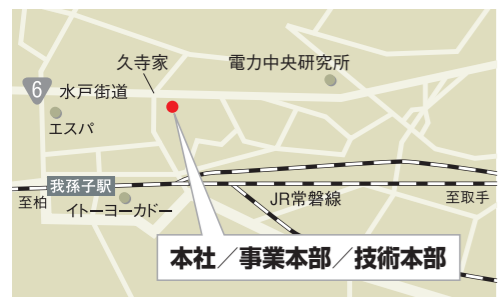 久寺家
電力中央研究所
6
水戸街道
エスパ
我孫子駅
至柏
イトーヨーカドー
JR常磐線
至取手
本社／事業本部／技術本部